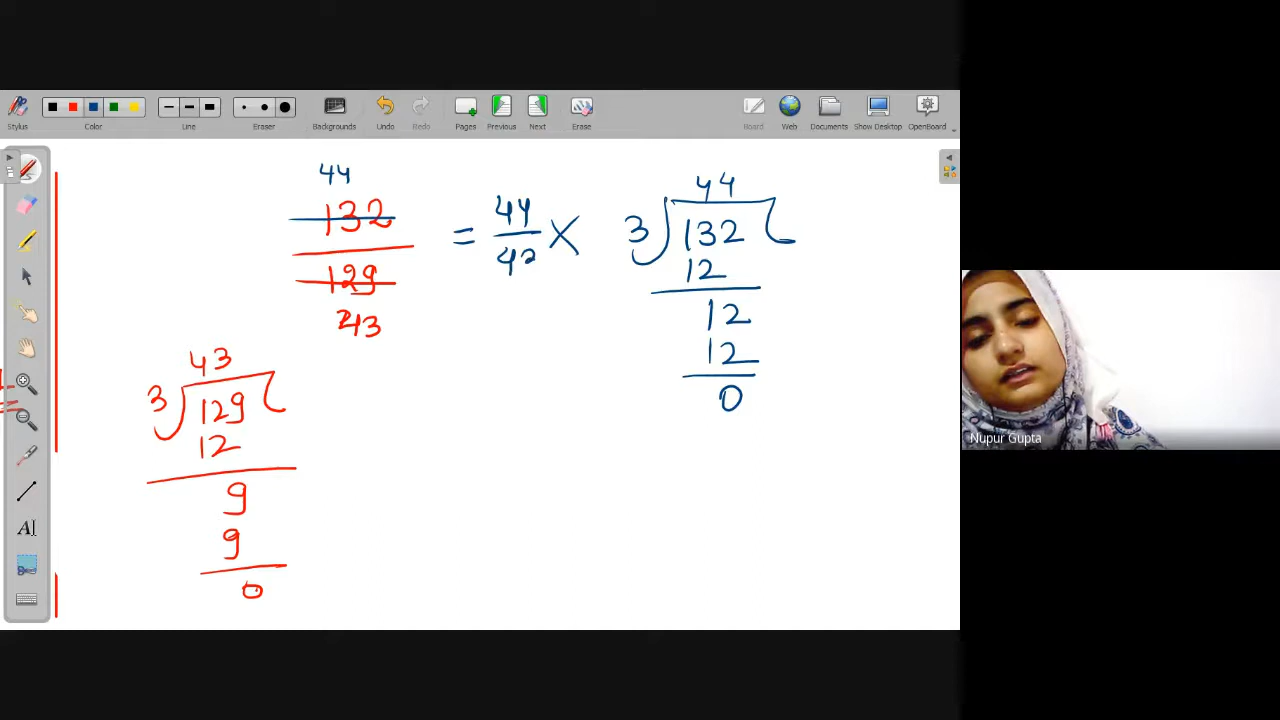 Stylus
Color
Line
Eraser
Backgrounds
Undo
Redo
Pages
Previous
Next
Erase
Board
Web
Documents
Show Desktop
OpenBoard
44
132
129
43
= 44/42 X
44
3 132
12
12
12
0
43
3 129
12
9
9
0
AI
Nupur Gupta